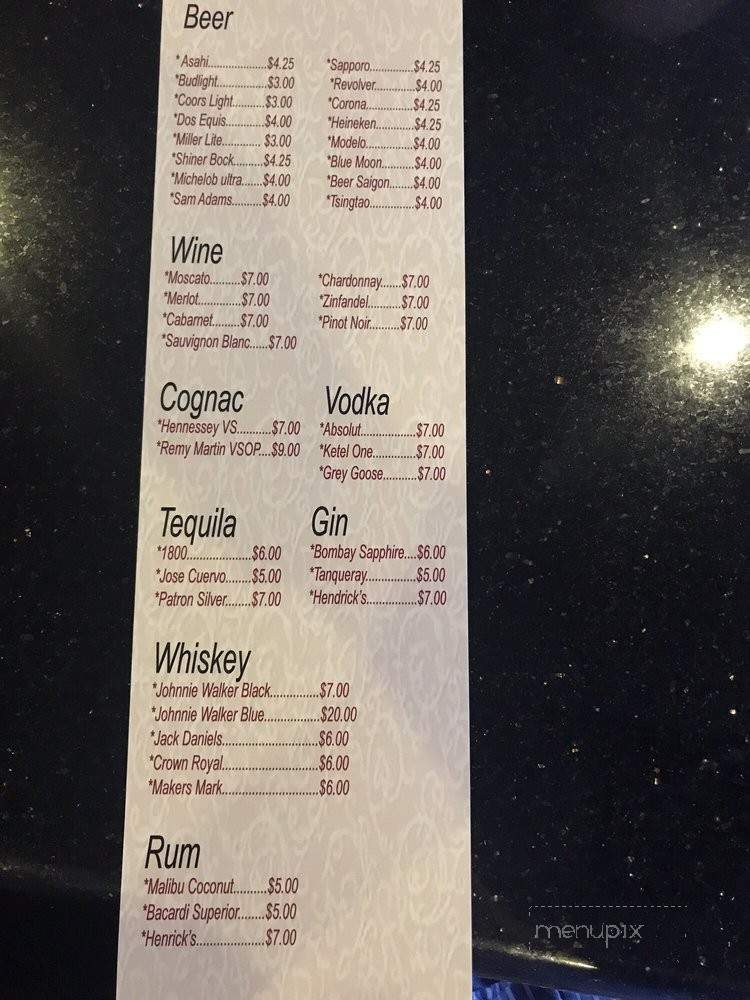 Beer
*Asahi...................$4.25
*Budlight................$3.00
*Coors Light..........$3.00
*Dos Equis............$4.00
*Miller Lite............. $3.00
*Shiner Bock.........$4.25
*Michelob ultra.......$4.00
*Sam Adams..........$4.00
*Sapporo..............$4.25
*Revolver.............$4.00
*Corona...............$4.25
*Heineken............$4.25
*Modelo...............$4.00
*Blue Moon..........$4.00
*Beer Saigon.......$4.00
*Tsingtao..............$4.00
Wine
*Moscato..........$7.00
*Merlot..............$7.00
*Cabarnet.........$7.00
*Sauvignon Blanc......$7.00
*Chardonnay.......$7.00
*Zinfandel...........$7.00
*Pinot Noir..........$7.00
Cognac
*Hennessey VS...........$7.00
*Remy Martin VSOP...$9.00
Vodka
*Absolut..................$7.00
*Ketel One..............$7.00
*Grey Goose...........$7.00
Tequila
*1800.....................$6.00
*Jose Cuervo........$5.00
*Patron Silver........$7.00
Gin
*Bombay Sapphire....$6.00
*Tanqueray................$5.00
*Hendrick's................$7.00
Whiskey
*Johnnie Walker Black...............$7.00
*Johnnie Walker Blue.................$20.00
*Jack Daniels..............................$6.00
*Crown Royal..............................$6.00
*Makers Mark..............................$6.00
Rum
*Malibu Coconut..........$5.00
*Bacardi Superior........$5.00
*Henrick's.....................$7.00
menupix